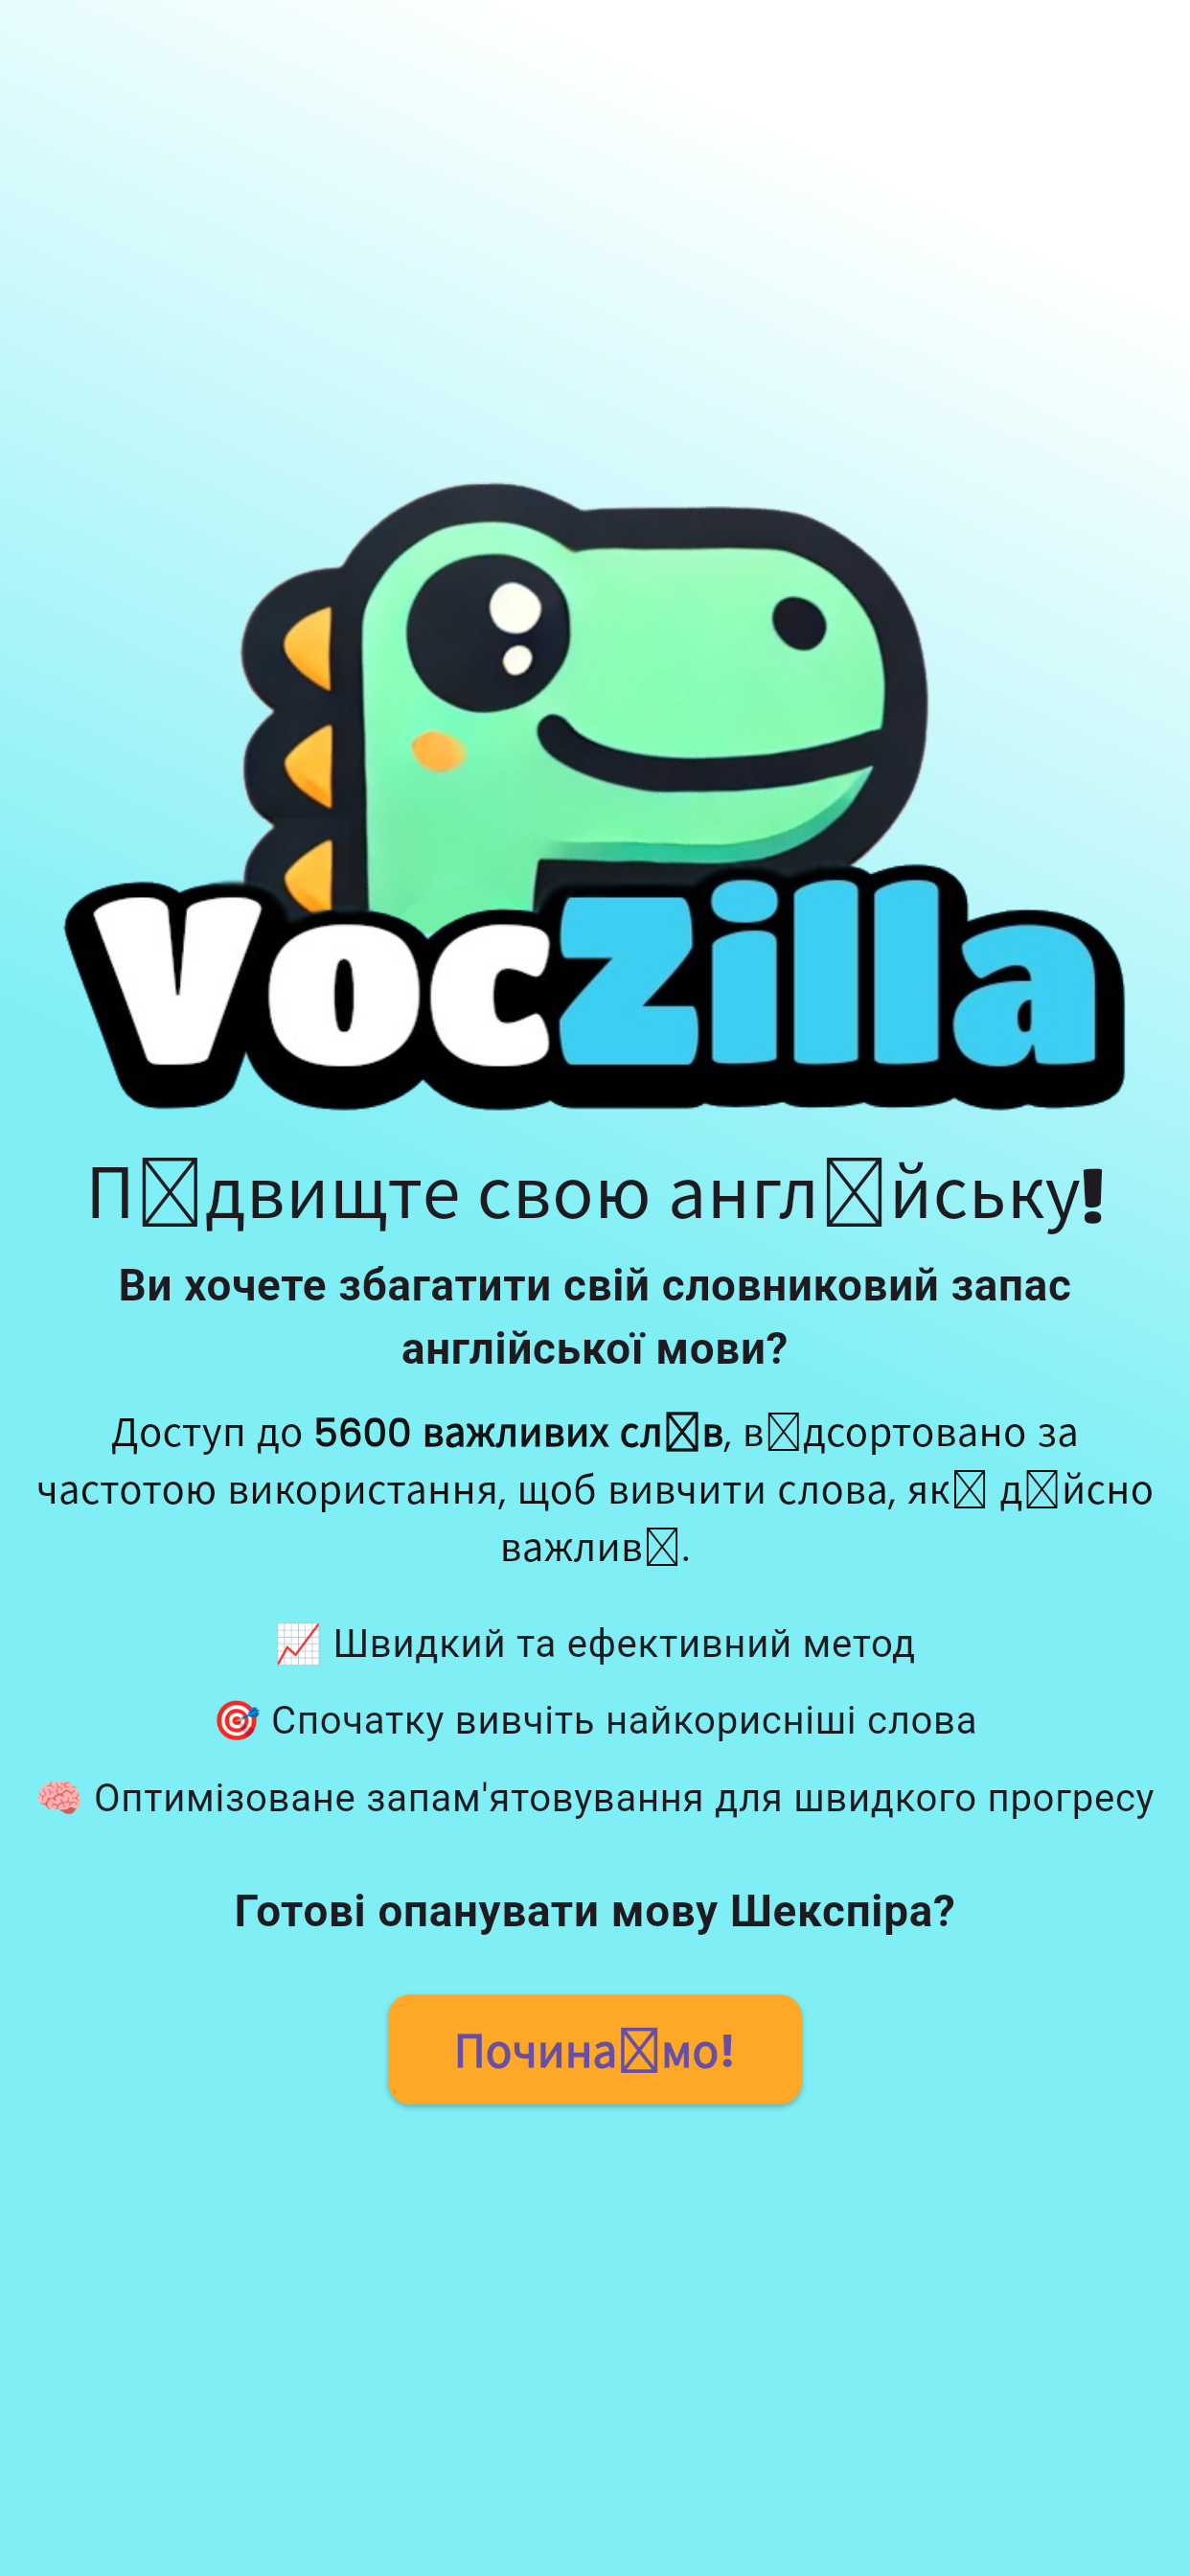 VocZilla
П☒двищте свою англ☒йську!
Ви хочете збагатити свій словниковий запас
англійської мови?
Доступ до 5600 важливих сл☒в, в☒дсортовано за
частотою використання, щоб вивчити слова, як☒ д☒йсно
важлив☒.
📈 Швидкий та ефективний метод
🎯 Спочатку вивчіть найкорисніші слова
🧠 Оптимізоване запам'ятовування для швидкого прогресу
Готові опанувати мову Шекспіра?
Почина☒мо!